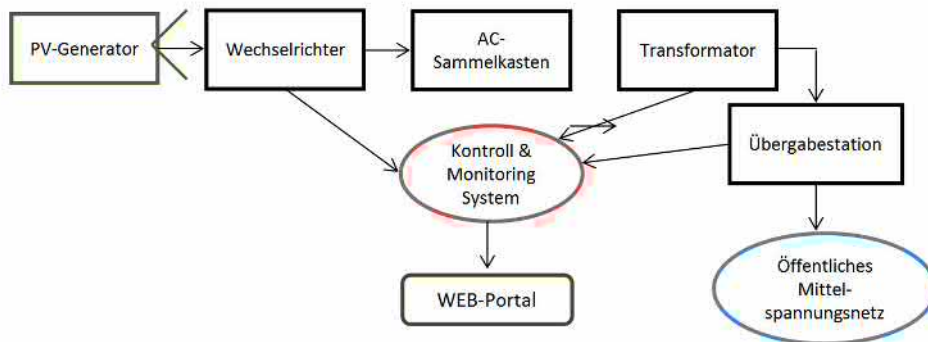 PV-Generator
Wechselrichter
AC-
Sammelkasten
Transformator
Übergabestation
Kontroll &
Monitoring
System
WEB-Portal
Öffentliches
Mittel-
spannungsnetz